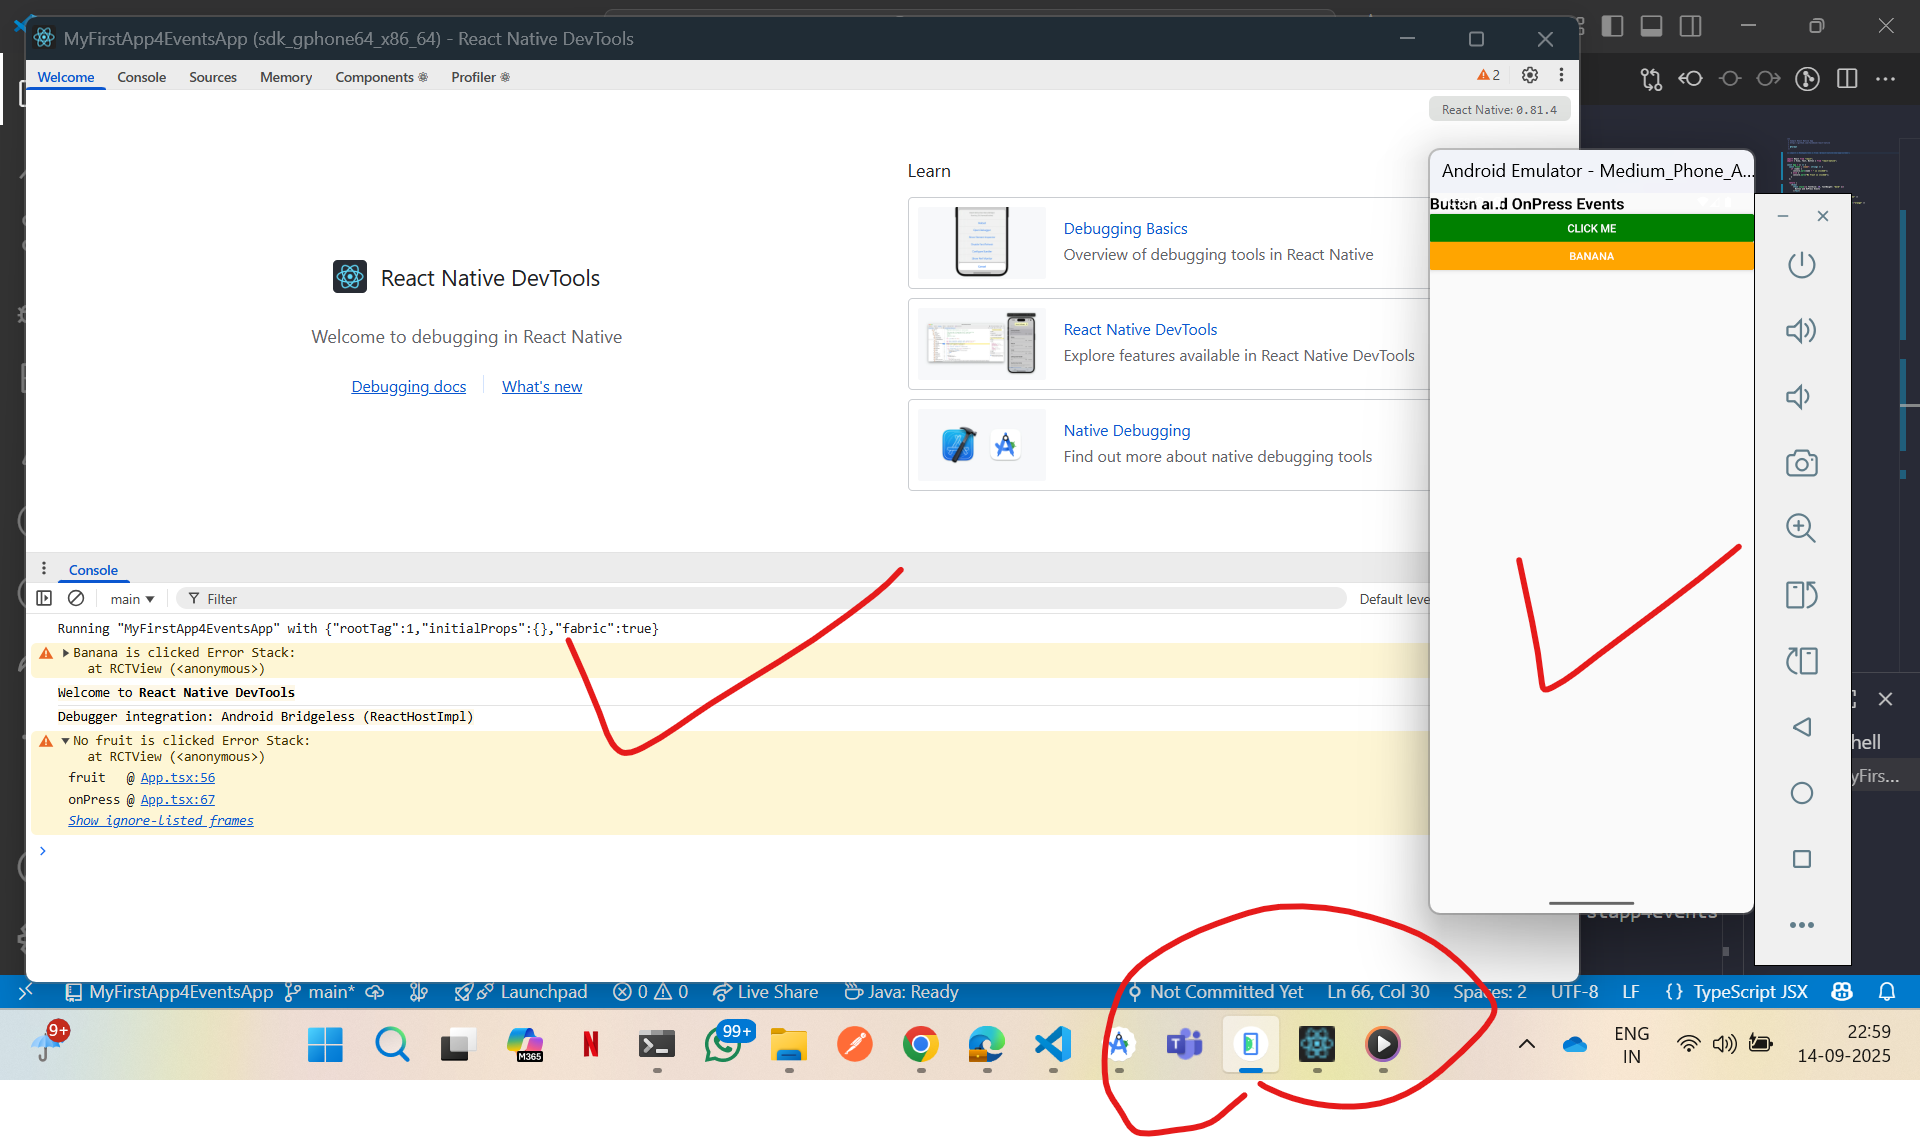 MyFirstApp4EventsApp (sdk_gphone64_x86_64) - React Native DevTools
Welcome Console Sources Memory Components Profiler 2
React Native: 0.81.4
Learn
Debugging Basics
Overview of debugging tools in React Native
React Native DevTools
Explore features available in React Native DevTools
Native Debugging
Find out more about native debugging tools
React Native DevTools
Welcome to debugging in React Native
Debugging docs What's new
Android Emulator - Medium_Phone_A...
Button and OnPress Events
CLICK ME
BANANA
Console
main Filter Default leve
Running "MyFirstApp4EventsApp" with {"rootTag":1,"initialProps":{},"fabric":true}
Banana is clicked Error Stack:
at RCTView (<anonymous>)
Welcome to React Native DevTools
Debugger integration: Android Bridgeless (ReactHostImpl)
No fruit is clicked Error Stack:
at RCTView (<anonymous>)
fruit @ App.tsx:56
onPress @ App.tsx:67
Show ignore-listed frames
>
hell
yFirs...
stapp4events
MyFirstApp4EventsApp main* Launchpad 0 0 Live Share Java: Ready Not Committed Yet Ln 66, Col 30 Spaces: 2 UTF-8 LF {} TypeScript JSX
9+
M365
N
99+
ENG
IN
22:59
14-09-2025